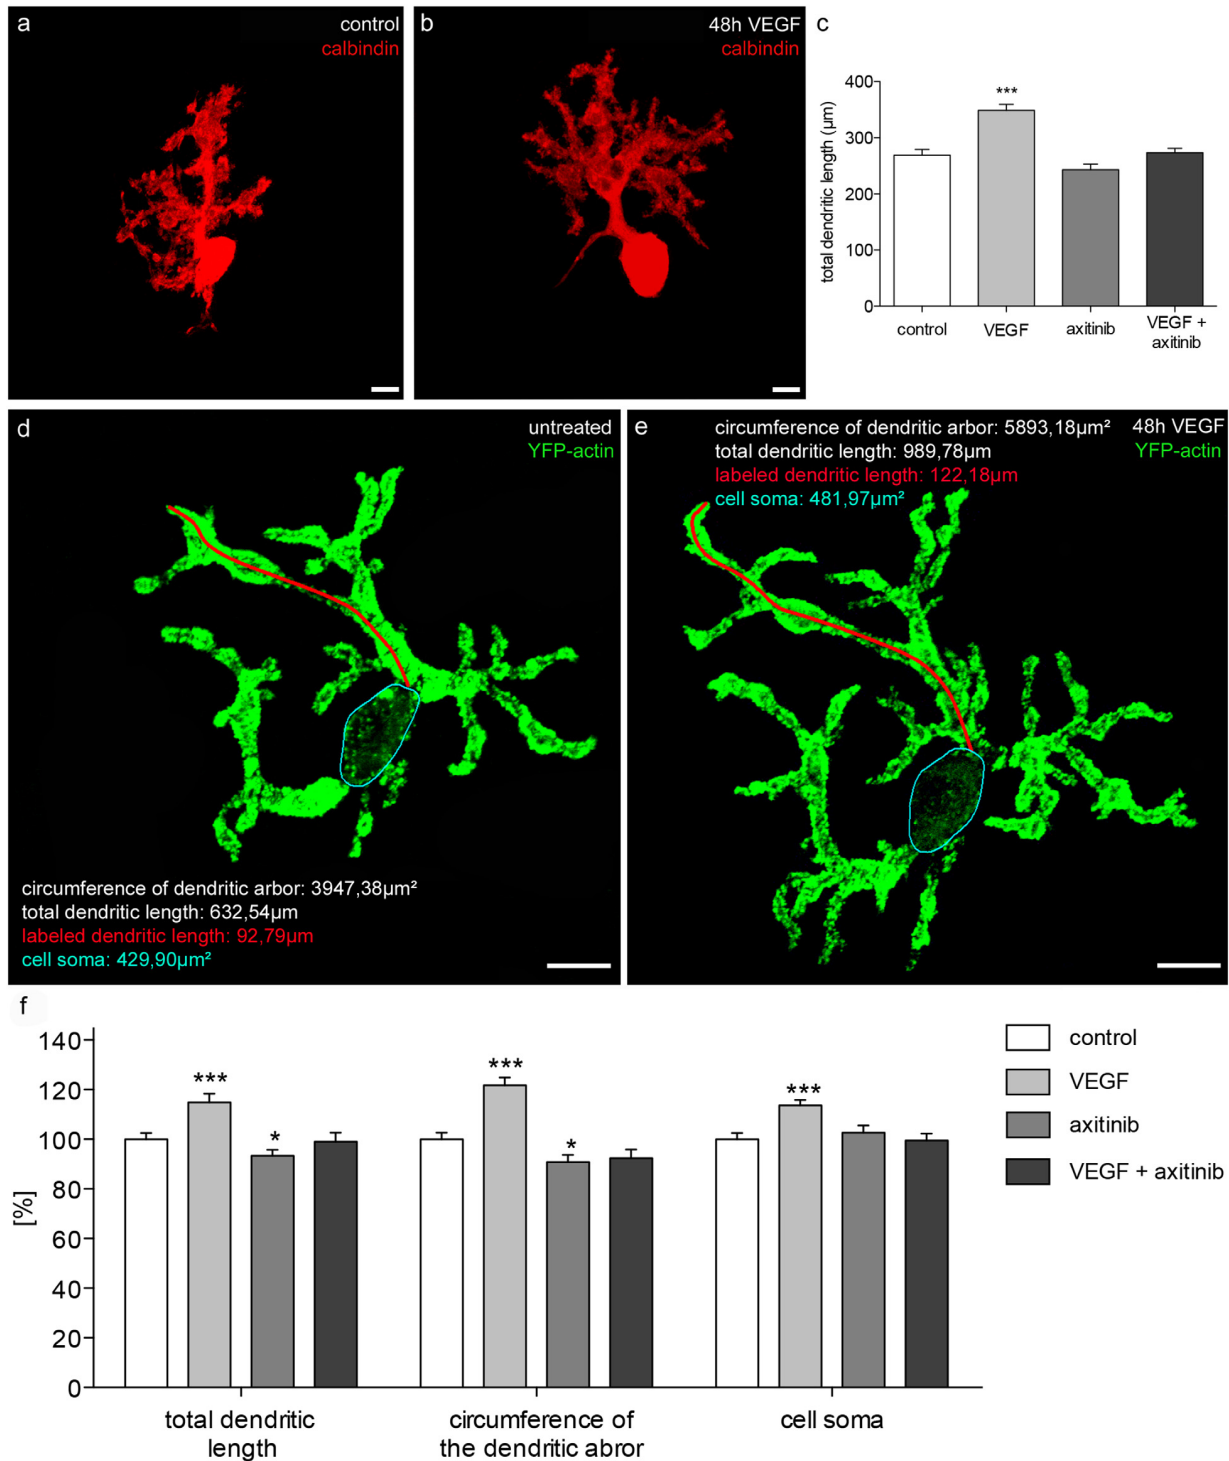 a
control
calbindin
b
48h VEGF
calbindin
c
total dendritic length (µm)
400
300
200
100
0
***
control
VEGF
axitinib
VEGF +
axitinib
d
untreated
YFP-actin
circumference of dendritic arbor: 3947,38µm²
total dendritic length: 632,54µm
labeled dendritic length: 92,79µm
cell soma: 429,90µm²
e
circumference of dendritic arbor: 5893,18µm²
total dendritic length: 989,78µm
labeled dendritic length: 122,18µm
cell soma: 481,97µm²
48h VEGF
YFP-actin
f
[%]
140
120
100
80
60
40
20
0
***
*
***
*
***
total dendritic
length
circumference of
the dendritic abror
cell soma
control
VEGF
axitinib
VEGF + axitinib